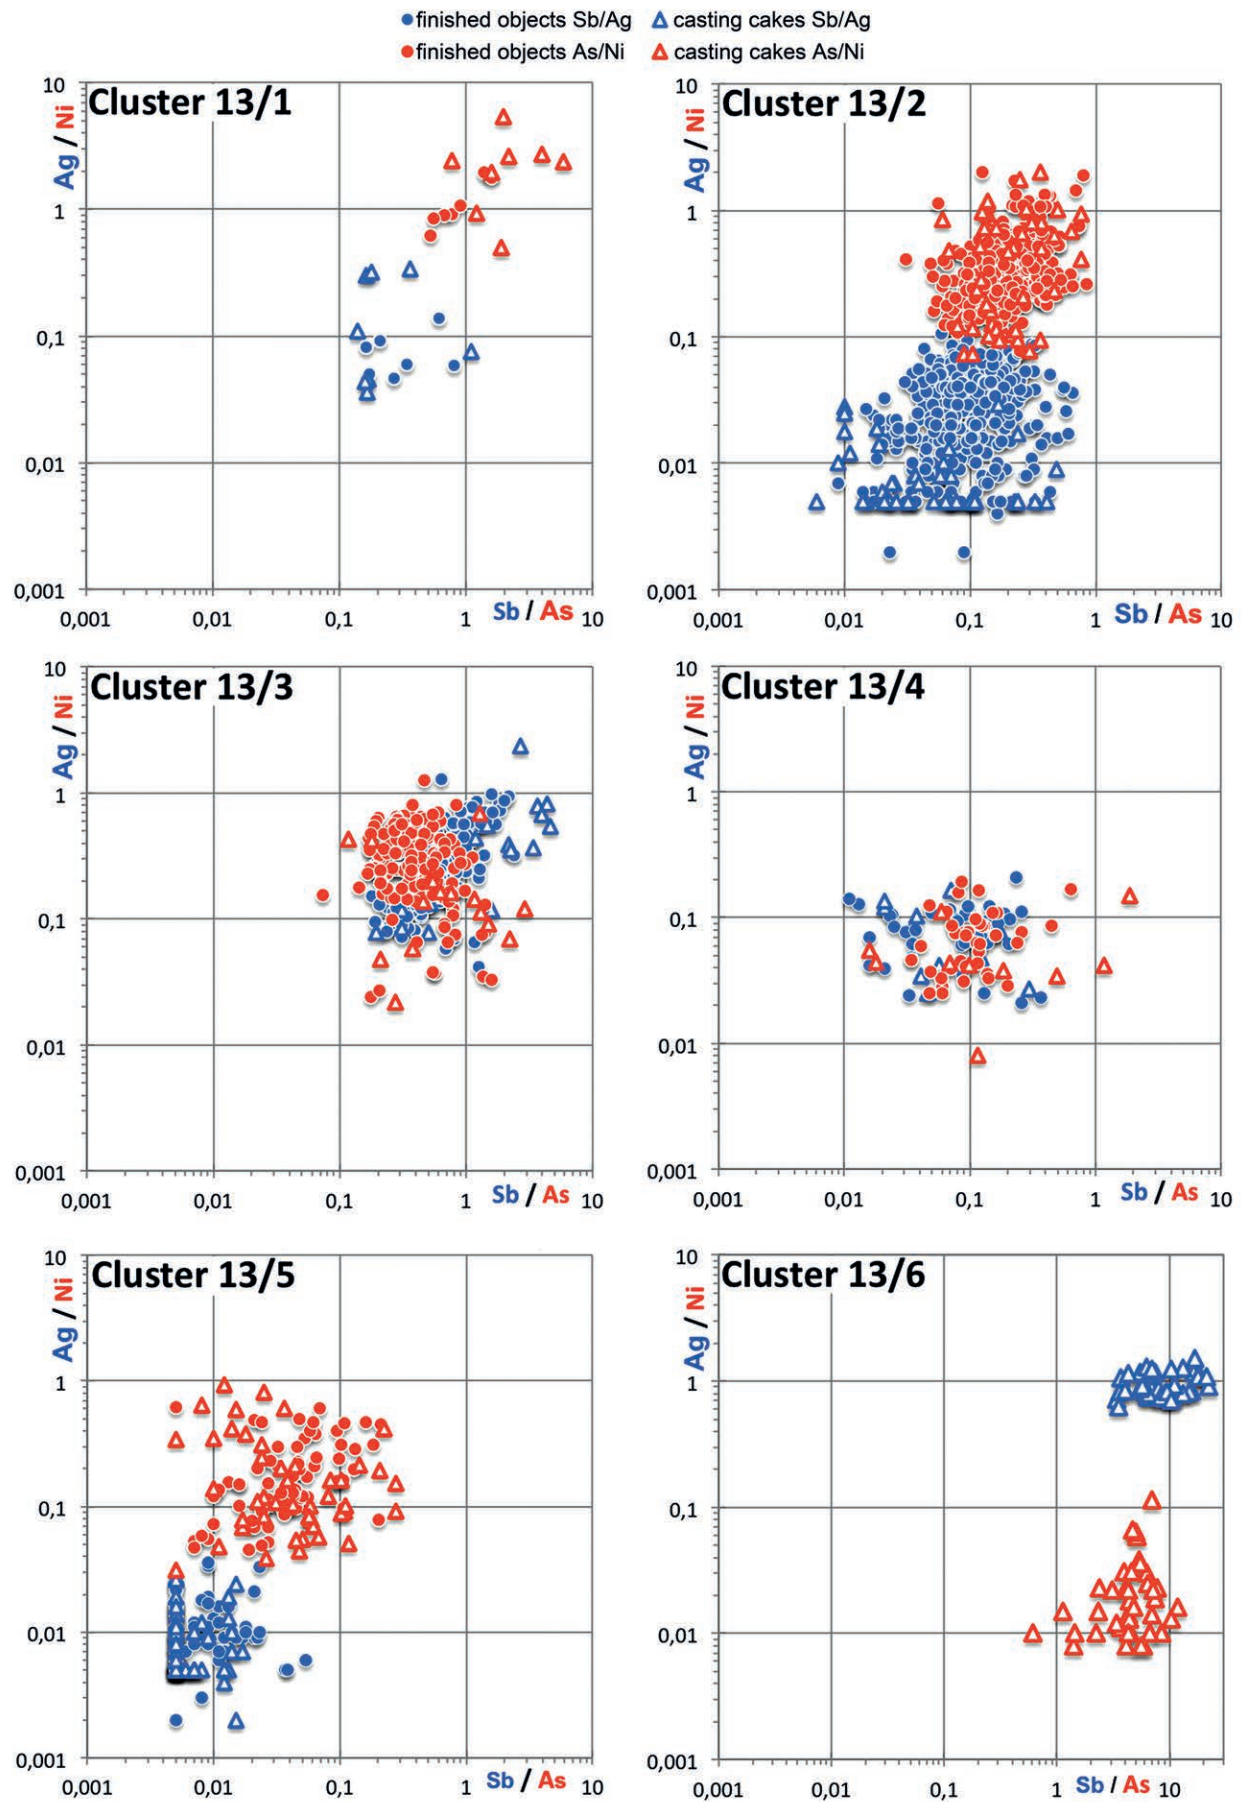 finished objects Sb/Ag casting cakes Sb/Ag
finished objects As/Ni casting cakes As/Ni
Cluster 13/1
Ag / Ni
10
1
0,1
0,01
0,001
0,001 0,01 0,1 1 10
Sb / As
Cluster 13/2
Ag / Ni
10
1
0,1
0,01
0,001
0,001 0,01 0,1 1 10
Sb / As
Cluster 13/3
Ag / Ni
10
1
0,1
0,01
0,001
0,001 0,01 0,1 1 10
Sb / As
Cluster 13/4
Ag / Ni
10
1
0,1
0,01
0,001
0,001 0,01 0,1 1 10
Sb / As
Cluster 13/5
Ag / Ni
10
1
0,1
0,01
0,001
0,001 0,01 0,1 1 10
Sb / As
Cluster 13/6
Ag / Ni
10
1
0,1
0,01
0,001
0,001 0,01 0,1 1 10
Sb / As